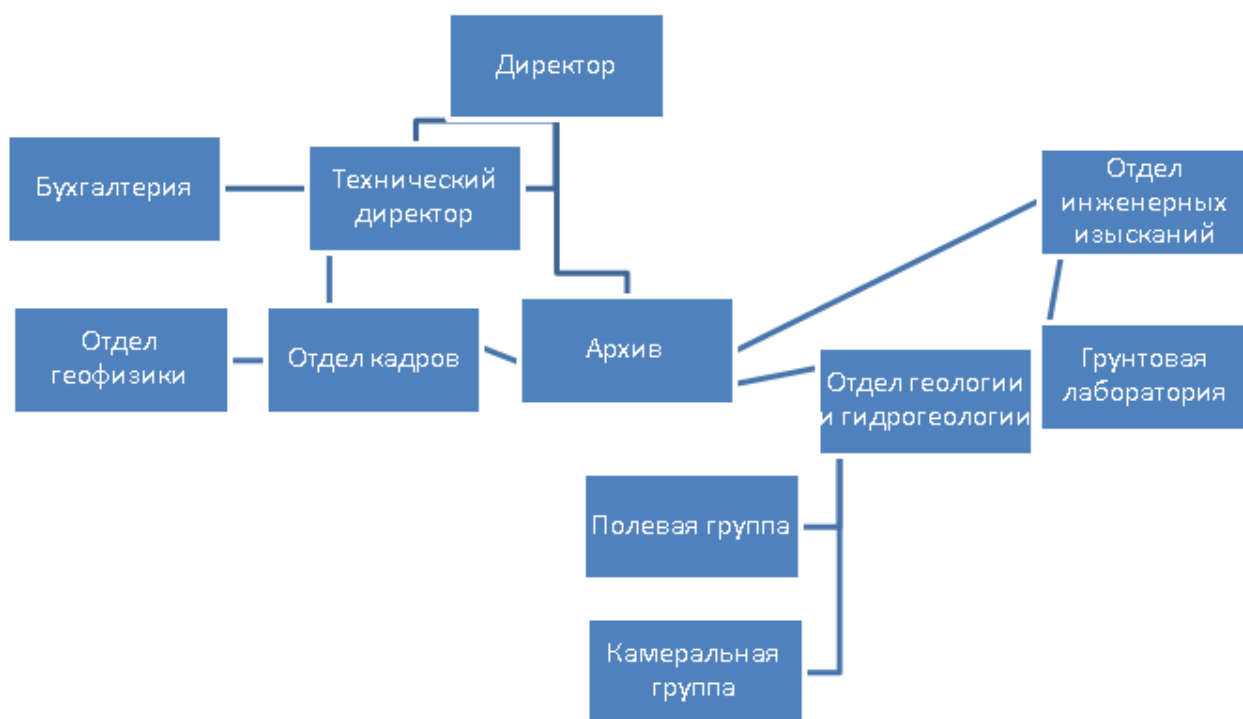 Директор
Бухгалтерия
Технический
директор
Отдел
инженерных
изысканий
Отдел
геофизики
Отдел кадров
Архив
Отдел геологии
и гидрогеологии
Грунтовая
лаборатория
Полевая группа
Камеральная
группа